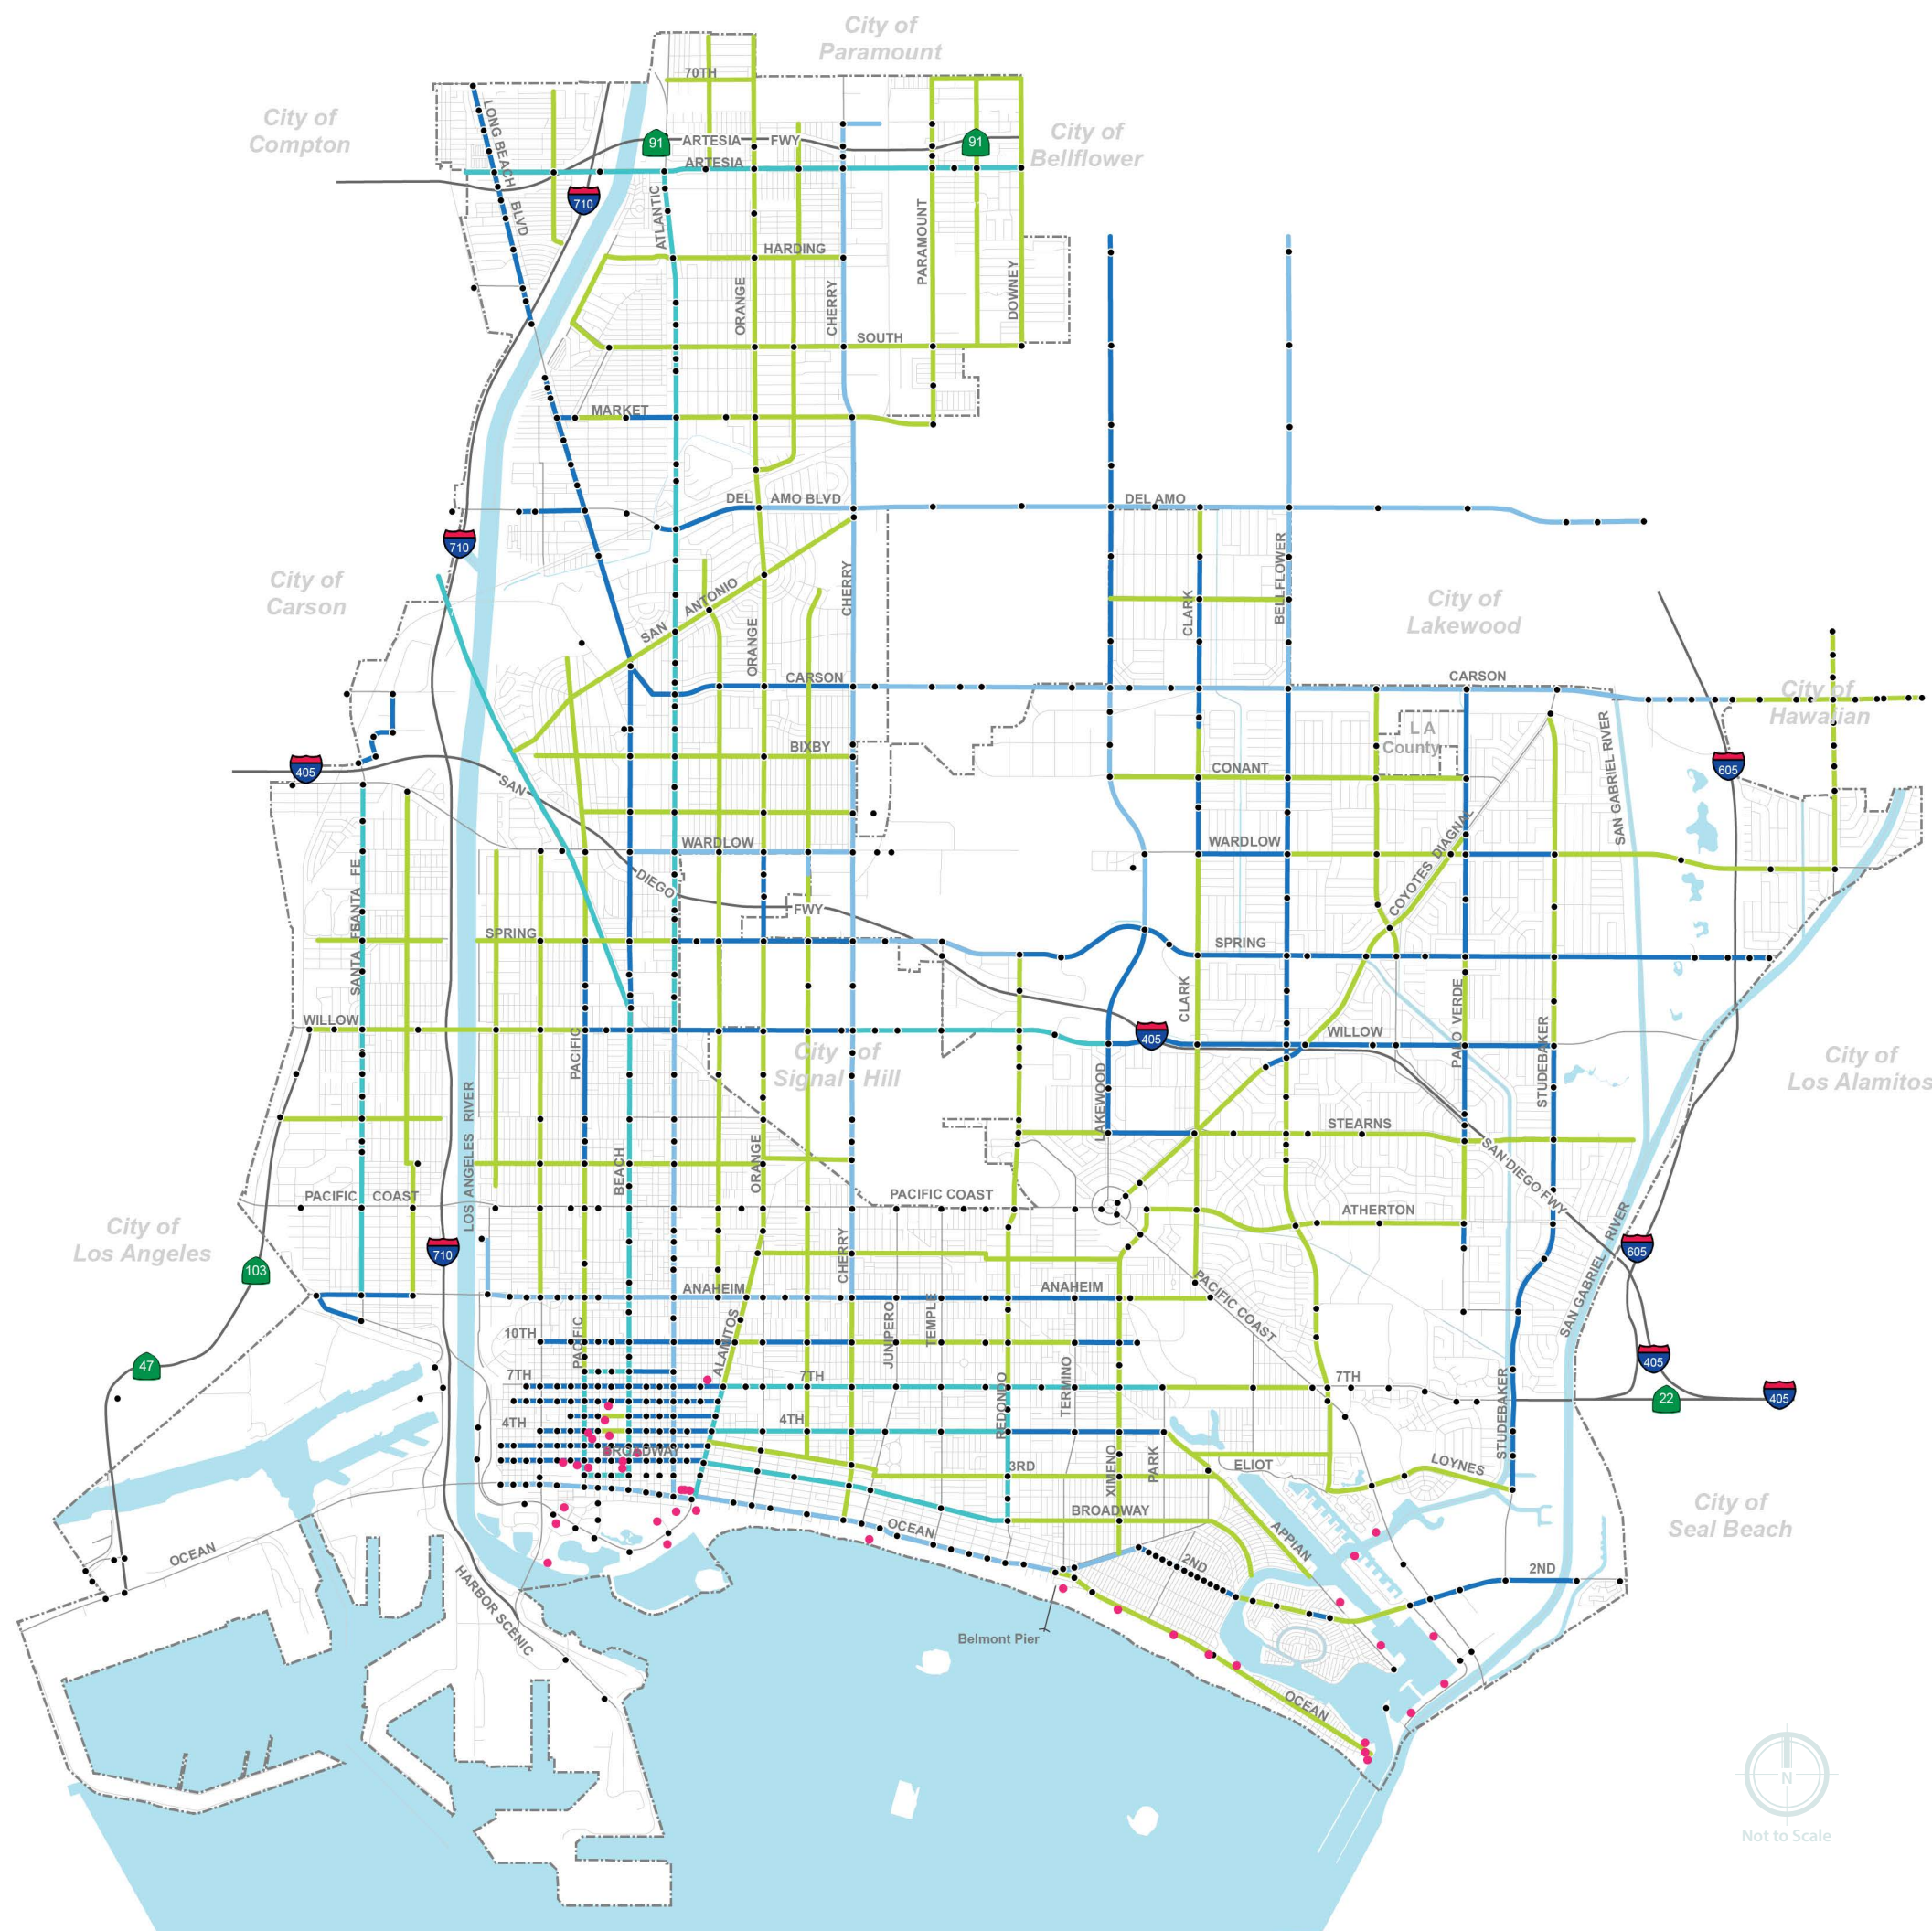 City of
Paramount
70TH
City of
Compton
LONG BEACH BLVD
91
ARTESIA FWY
91
City of
Bellflower
ARTESIA
710
ATLANTIC
PARAMOUNT
HARDING
ORANGE
CHERRY
DOWNEY
SOUTH
MARKET
DEL AMO BLVD
DEL AMO
710
City of
Carson
SAN ANTONIO
ORANGE
CHERRY
CLARK
BELLFLOWER
City of
Lakewood
CARSON
CARSON
City of
Hawaiian
LA
County
SAN GABRIEL RIVER
BIXBY
405
SAN
DIEGO
FWY
CONANT
605
WARDLOW
WARDLOW
COYOTES DIAGNAL
SANTA FE
SANTA FE
SANTA
SPRING
SPRING
CLARK
PALO VERDE
STUDEBAKER
WILLOW
PACIFIC
405
WILLOW
City of
Signal Hill
City of
Los Alamitos
LOS ANGELES RIVER
LAKEWOOD
STEARNS
BEACH
ORANGE
SAN DIEGO FWY
PACIFIC COAST
PACIFIC COAST
ATHERTON
City of
Los Angeles
710
103
CHERRY
605
SAN GABRIEL RIVER
ANAHEIM
ANAHEIM
PACIFIC COAST
10TH
PACIFIC
ALAMITOS
JUNIPERO
TEMPLE
47
7TH
7TH
REDONDO
TERMINO
7TH
405
22
405
4TH
4TH
BROADWAY
3RD
XIMENO
PARK
ELIOT
LOYNES
STUDEBAKER
BROADWAY
City of
Seal Beach
OCEAN
OCEAN
APPIAN
2ND
2ND
HARBOR SCENIC
Belmont Pier
OCEAN
N
Not to Scale